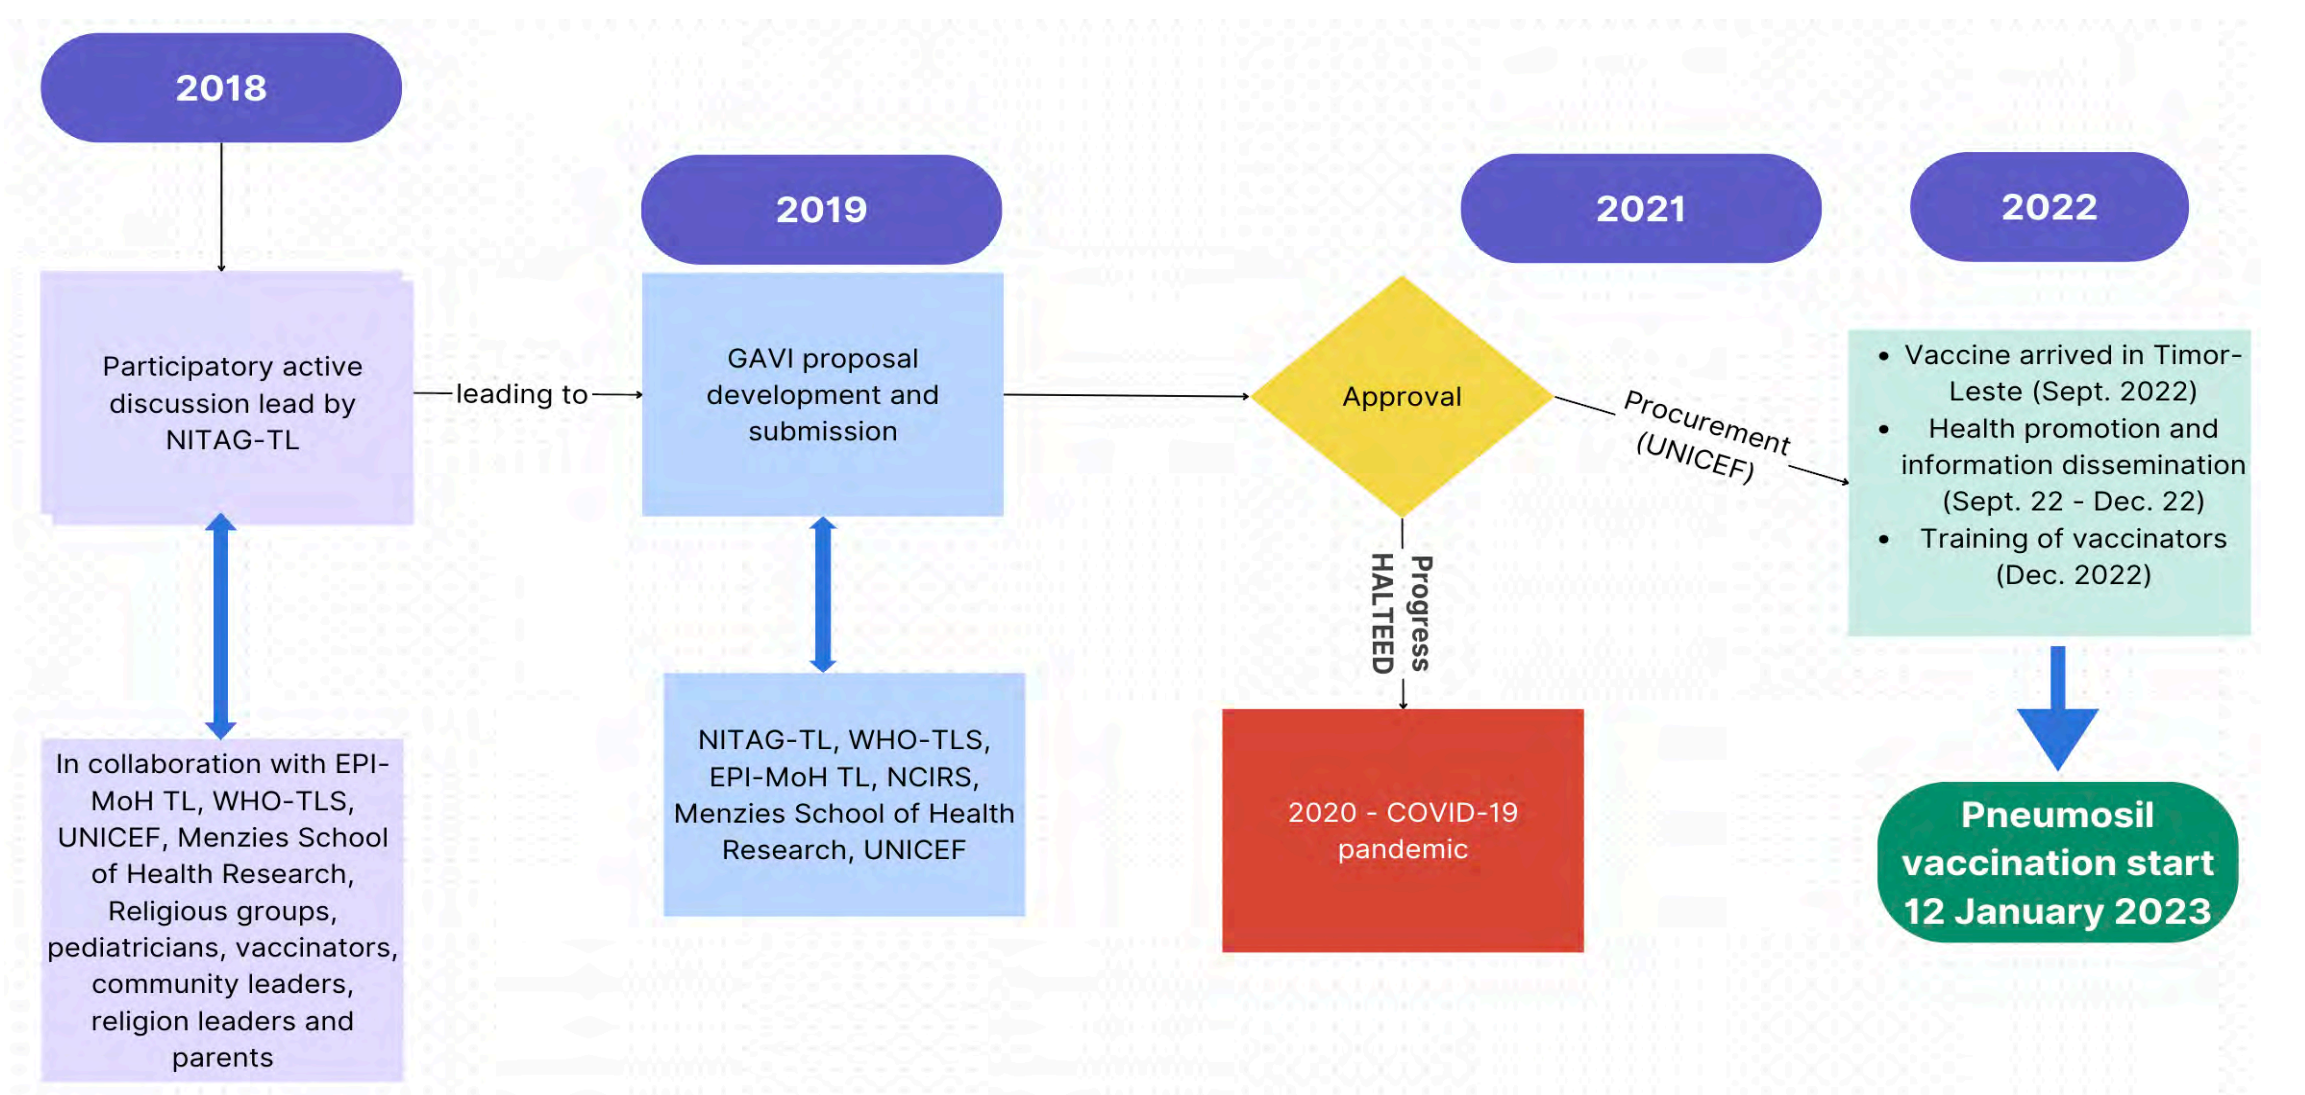 2018
Participatory active
discussion lead by
NITAG-TL
In collaboration with EPI-
MoH TL, WHO-TLS,
UNICEF, Menzies School
of Health Research,
Religious groups,
pediatricians, vaccinators,
community leaders,
religion leaders and
parents
leading to
2019
GAVI proposal
development and
submission
NITAG-TL, WHO-TLS,
EPI-MoH TL, NCIRS,
Menzies School of Health
Research, UNICEF
Approval
Progress
HALTEED
2020 - COVID-19
pandemic
2021
Procurement
(UNICEF)
2022
• Vaccine arrived in Timor-
Leste (Sept. 2022)
• Health promotion and
information dissemination
(Sept. 22 - Dec. 22)
• Training of vaccinators
(Dec. 2022)
Pneumosil
vaccination start
12 January 2023